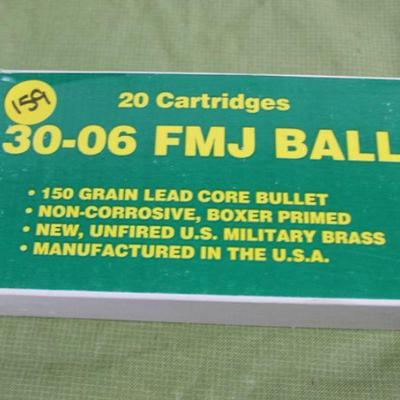 159
20 Cartridges
30-06 FMJ BALL
• 150 GRAIN LEAD CORE BULLET
• NON-CORROSIVE, BOXER PRIMED
• NEW, UNFIRED U.S. MILITARY BRASS
• MANUFACTURED IN THE U.S.A.